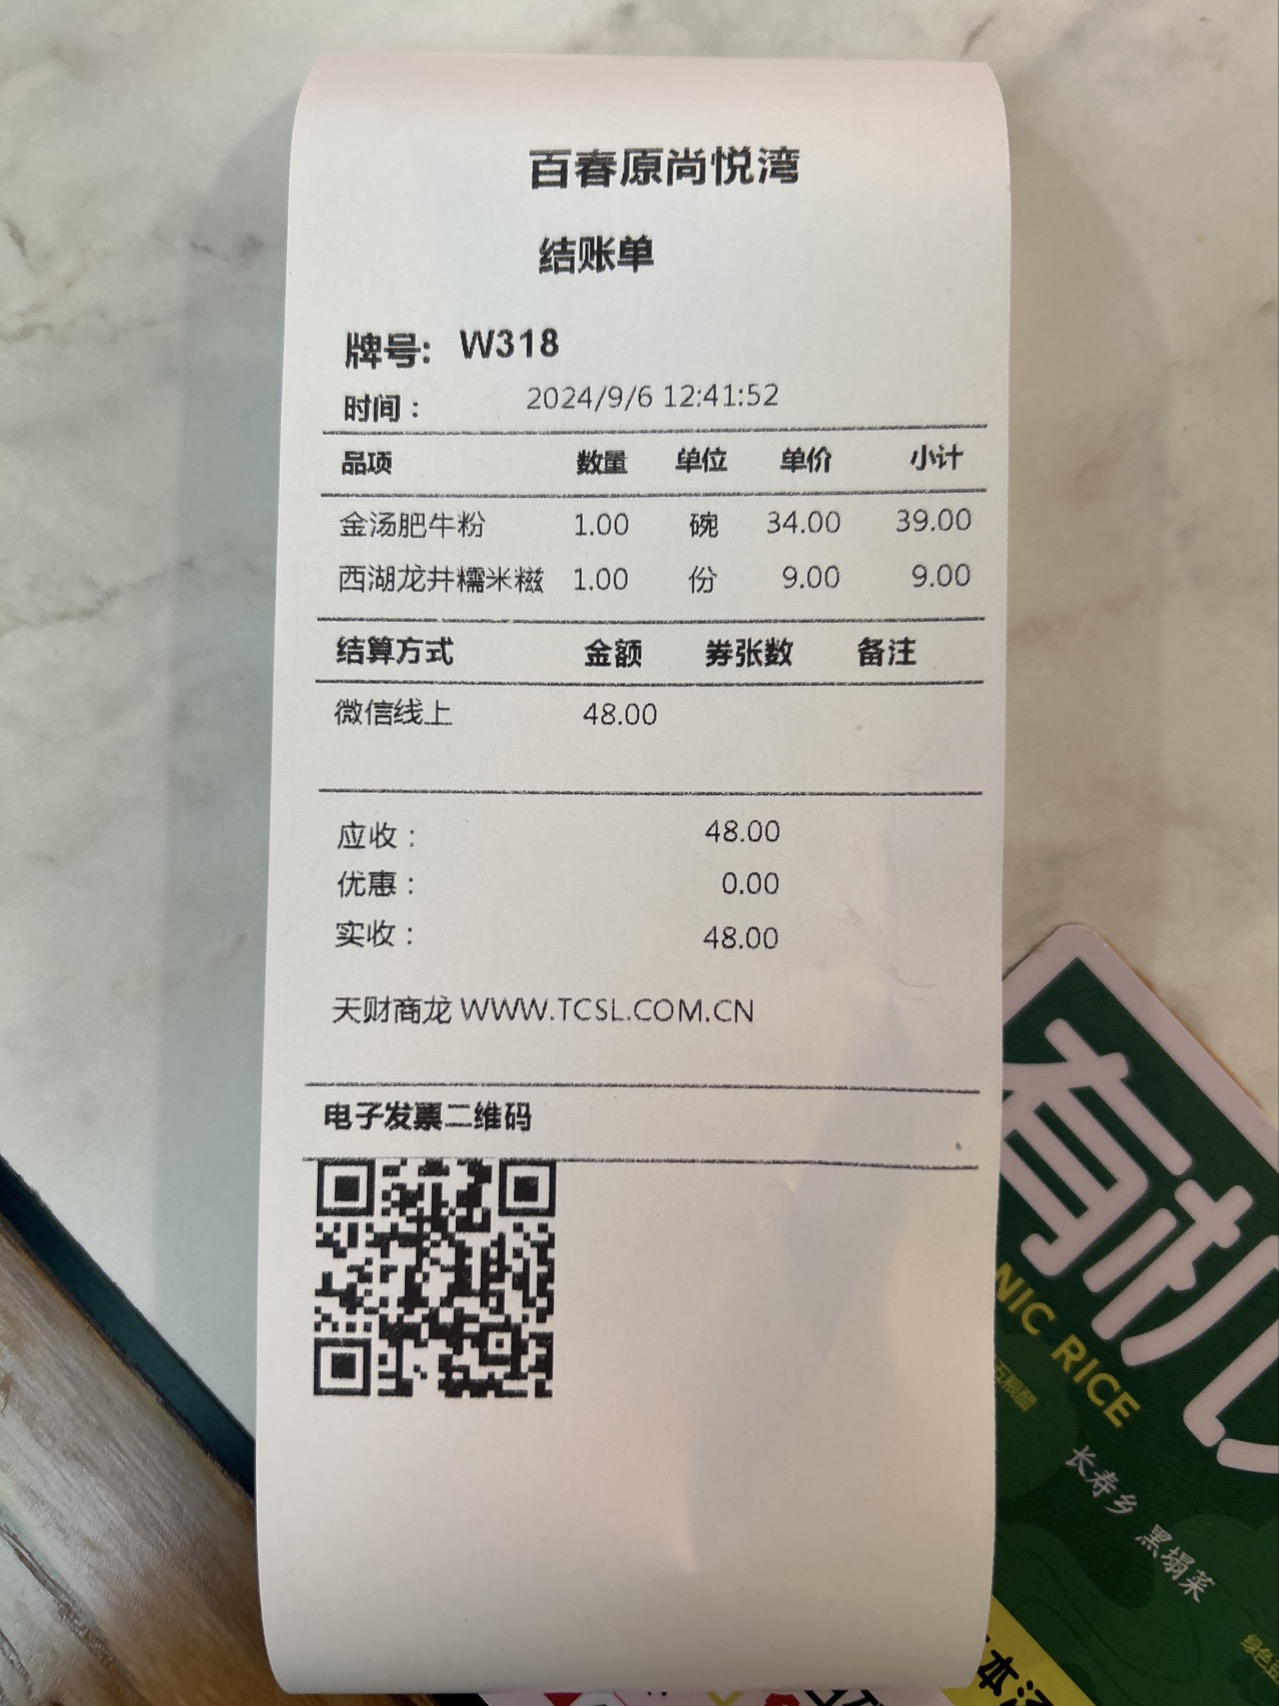 百春原尚悦湾
结账单
牌号: W318
时间： 2024/9/6 12:41:52
品项 数量 单位 单价 小计
金汤肥牛粉 1.00 碗 34.00 39.00
西湖龙井糯米糍 1.00 份 9.00 9.00
结算方式 金额 券张数 备注
微信线上 48.00
应收： 48.00
优惠： 0.00
实收： 48.00
天财商龙 WWW.TCSL.COM.CN
电子发票二维码
有机
NIC RICE
长寿乡 黑塌菜